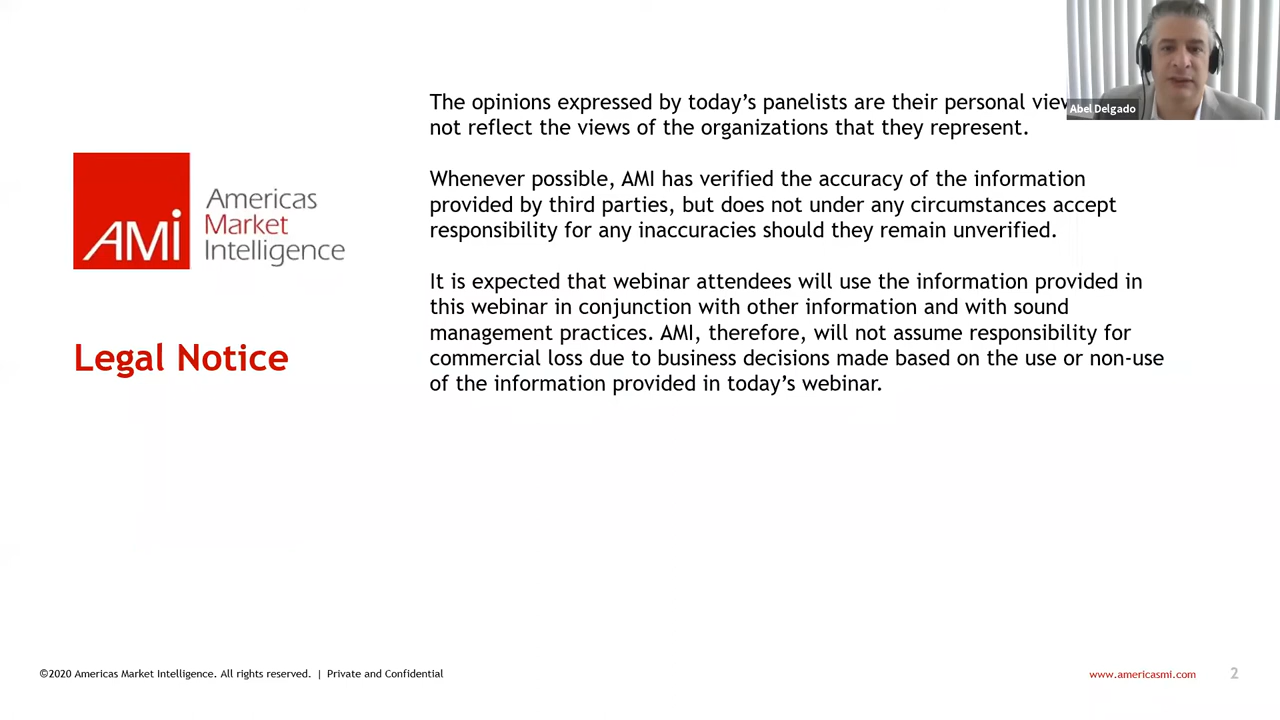 The opinions expressed by today's panelists are their personal
not reflect the views of the organizations that they represent.
Abel Delgado
Whenever possible, AMI has verified the accuracy of the information
provided by third parties, but does not under any circumstances accept
responsibility for any inaccuracies should they remain unverified.
It is expected that webinar attendees will use the information provided in
this webinar in conjunction with other information and with sound
management practices. AMI, therefore, will not assume responsibility for
commercial loss due to business decisions made based on the use or non-use
of the information provided in today's webinar.
AMi
Americas
Market
Intelligence
Legal Notice
©2020 Americas Market Intelligence. All rights reserved. | Private and Confidential
www.americasmi.com
2